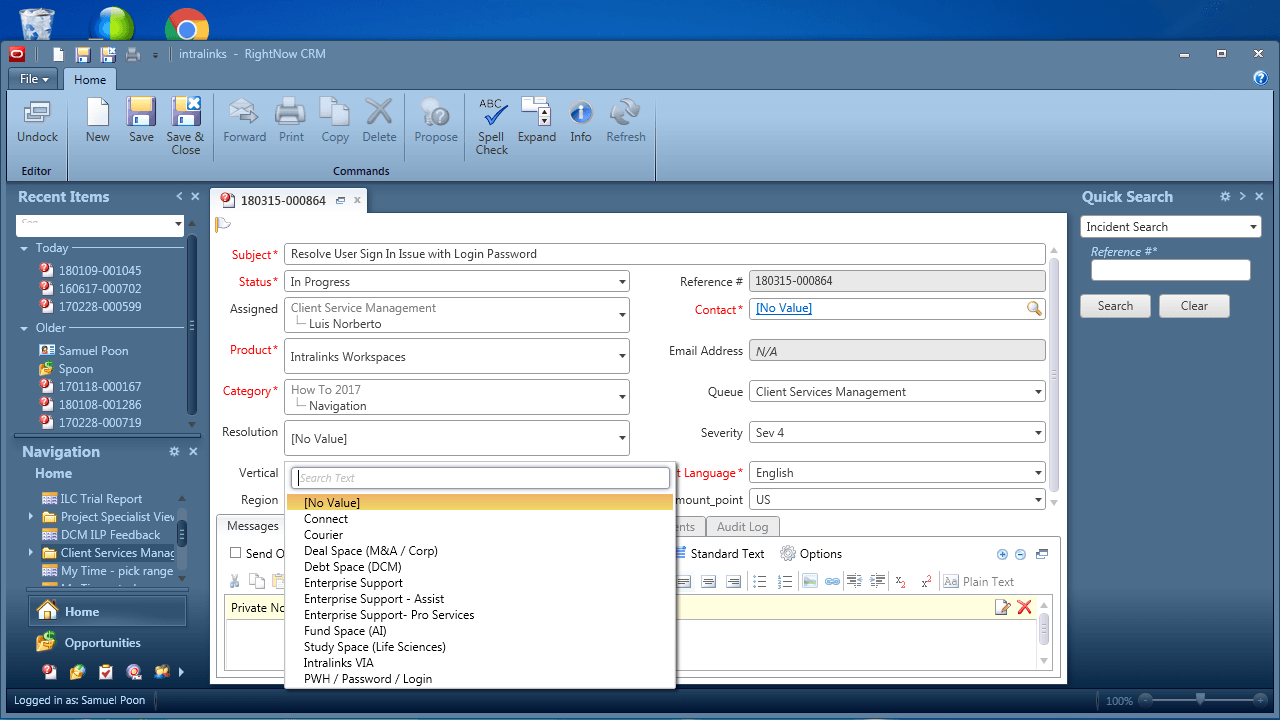 intralinks - RightNow CRM
File
Home
Undock
New
Save
Save & Close
Forward
Print
Copy
Delete
Propose
ABC
Spell Check
Expand
Info
Refresh
Editor
Commands
Recent Items
Today
180109-001045
160617-000702
170228-000599
Older
Samuel Poon
Spoon
170118-000167
180108-001286
170228-000719
Navigation
Home
ILC Trial Report
Project Specialist View
DCM ILP Feedback
Client Services Manag
My Time - pick range
Home
Opportunities
180315-000864
Subject*
Resolve User Sign In Issue with Login Password
Status*
In Progress
Reference #
180315-000864
Assigned
Client Service Management
Luis Norberto
Contact*
[No Value]
Product*
Intralinks Workspaces
Email Address
N/A
Category*
How To 2017
Navigation
Queue
Client Services Management
Resolution
[No Value]
Severity
Sev 4
Vertical
Search Text
t Language*
English
Region
mount_point
US
[No Value]
Connect
Courier
Deal Space (M&A / Corp)
Debt Space (DCM)
Enterprise Support
Enterprise Support - Assist
Enterprise Support- Pro Services
Fund Space (AI)
Study Space (Life Sciences)
Intralinks VIA
PWH / Password / Login
Messages
ents
Audit Log
Send O
Standard Text
Options
Plain Text
Private No
Quick Search
Incident Search
Reference #*
Search
Clear
Logged in as: Samuel Poon
100%